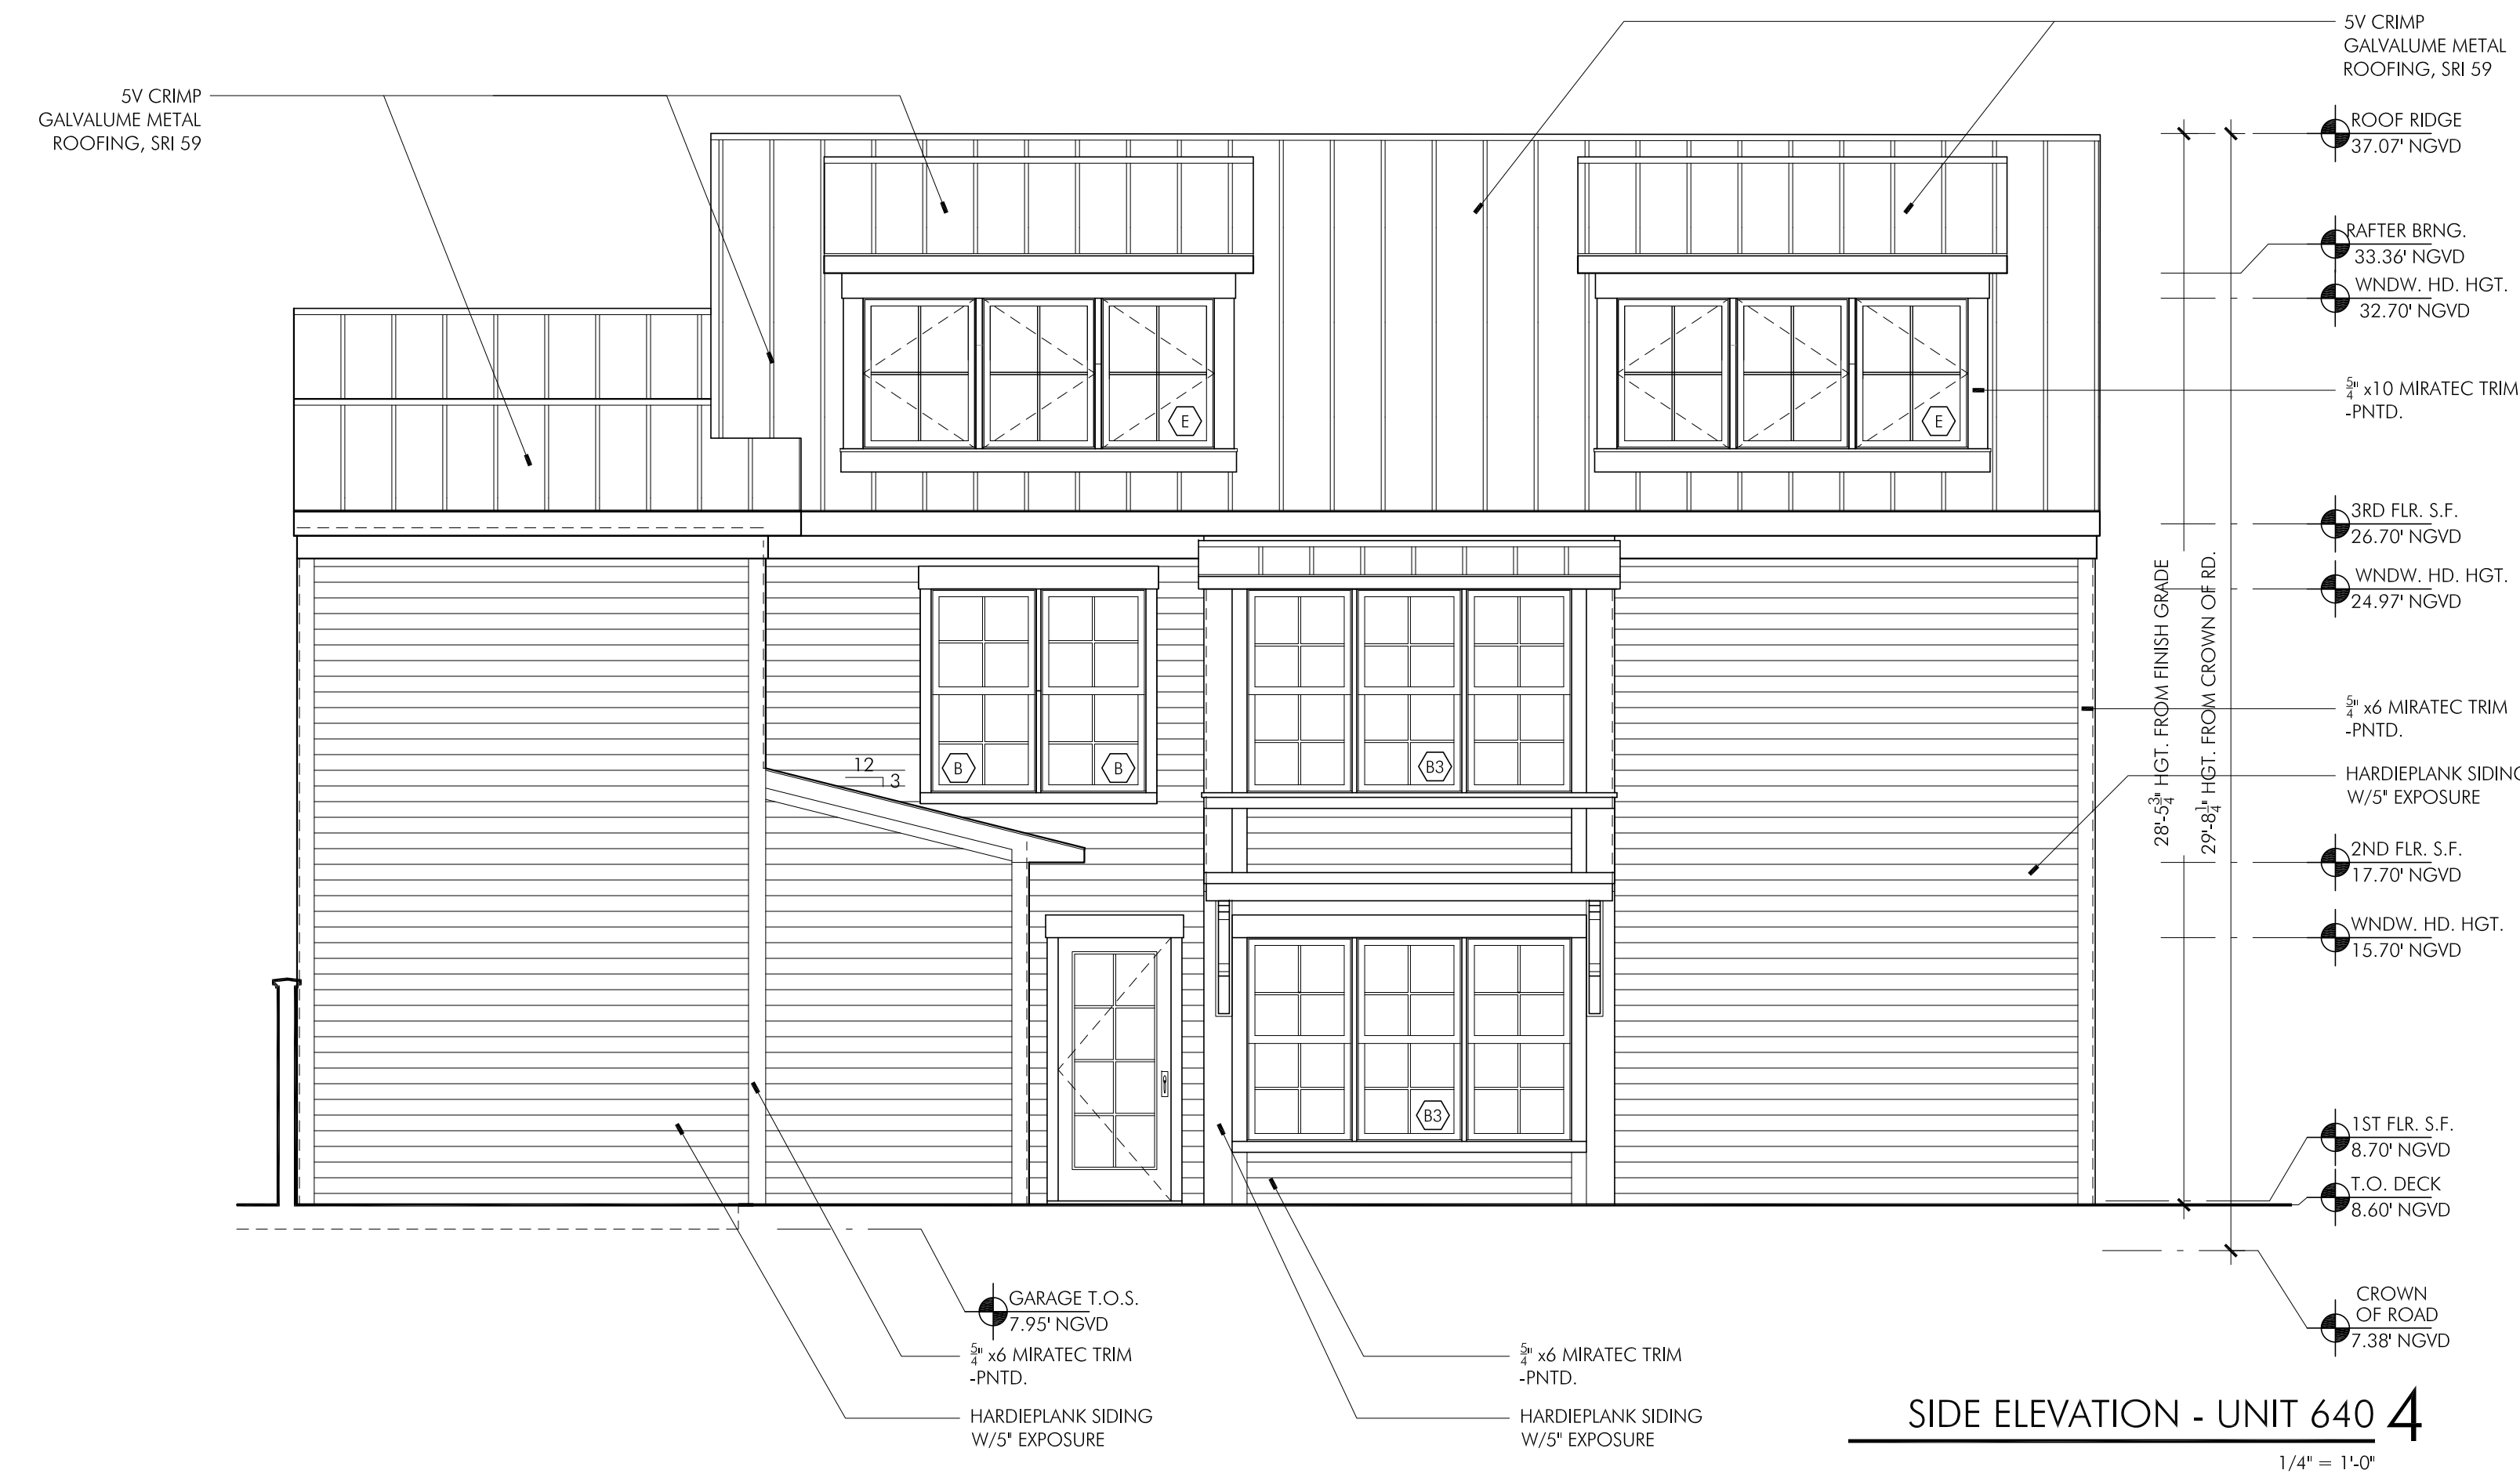 5V CRIMP
GALVALUME METAL
ROOFING, SRI 59
5V CRIMP
GALVALUME METAL
ROOFING, SRI 59
ROOF RIDGE
37.07' NGVD
RAFTER BRNG.
33.36' NGVD
WNDW. HD. HGT.
32.70' NGVD
5/4" x10 MIRATEC TRIM
-PNTD.
E
E
3RD FLR. S.F.
26.70' NGVD
WNDW. HD. HGT.
24.97' NGVD
5/4" x6 MIRATEC TRIM
-PNTD.
HARDIEPLANK SIDING
W/5" EXPOSURE
28'-5 3/4" HGT. FROM FINISH GRADE
29'-8 1/4" HGT. FROM CROWN OF RD.
12
3
B
B
B3
2ND FLR. S.F.
17.70' NGVD
WNDW. HD. HGT.
15.70' NGVD
B3
1ST FLR. S.F.
8.70' NGVD
T.O. DECK
8.60' NGVD
CROWN
OF ROAD
7.38' NGVD
GARAGE T.O.S.
7.95' NGVD
5/4" x6 MIRATEC TRIM
-PNTD.
HARDIEPLANK SIDING
W/5" EXPOSURE
5/4" x6 MIRATEC TRIM
-PNTD.
HARDIEPLANK SIDING
W/5" EXPOSURE
SIDE ELEVATION - UNIT 640 4
1/4" = 1'-0"